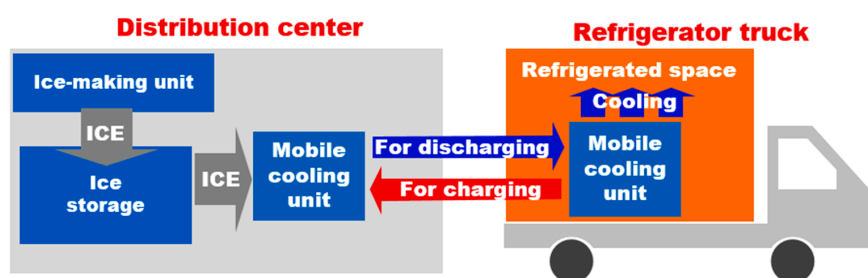 Distribution center
Refrigerator truck
Ice-making unit
ICE
Ice
storage
ICE
Mobile
cooling
unit
For discharging
For charging
Refrigerated space
Cooling
Mobile
cooling
unit